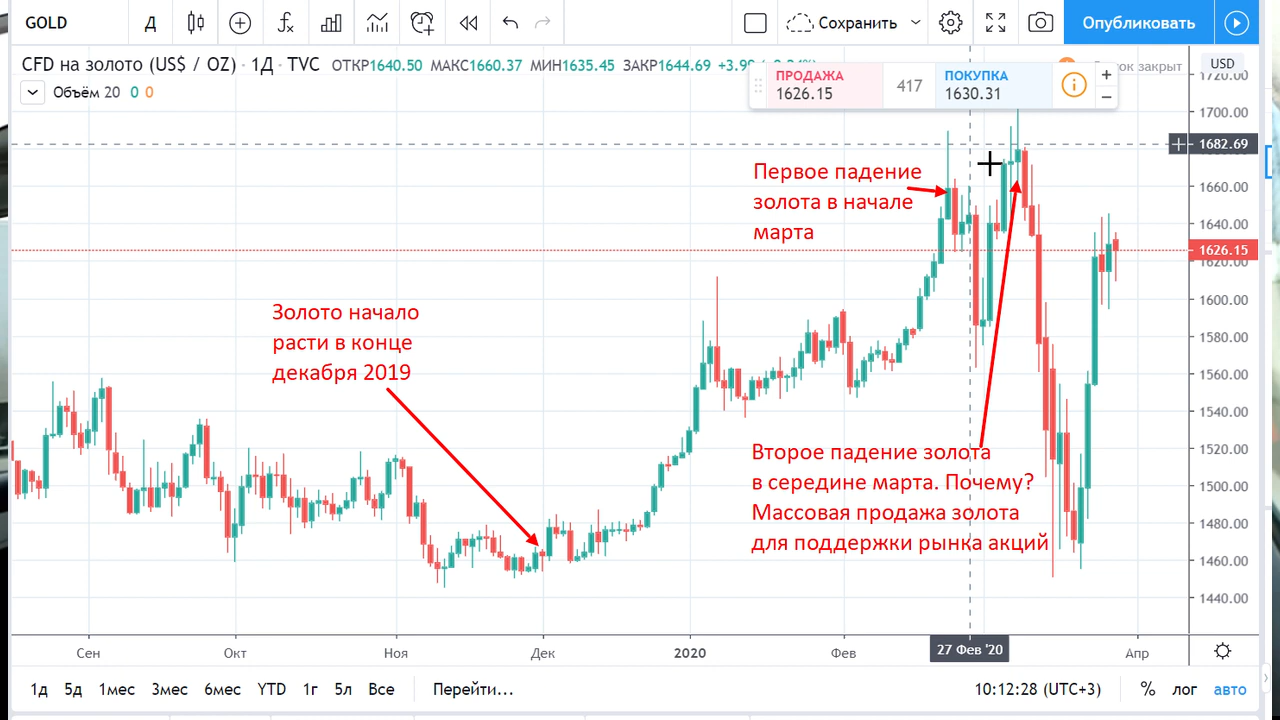 GOLD
Д
Сохранить
Опубликовать
CFD на золото (US$ / OZ) · 1Д · TVC ОТКР1640.50 МАКС1660.37 МИН1635.45 ЗАКР1644.69
USD
Объём 20 0 0
ПРОДАЖА
1626.15
417
ПОКУПКА
1630.31
закрыт
1720.00
1700.00
1682.69
1660.00
1640.00
1626.15
1620.00
1600.00
1580.00
1560.00
1540.00
1520.00
1500.00
1480.00
1460.00
1440.00
Первое падение
золота в начале
марта
Золото начало
расти в конце
декабря 2019
Второе падение золота
в середине марта. Почему?
Массовая продажа золота
для поддержки рынка акций
Сен Окт Ноя Дек 2020 Фев 27 Фев '20 Апр
1д 5д 1мес 3мес 6мес YTD 1г 5л Все Перейти... 10:12:28 (UTC+3) % лог авто